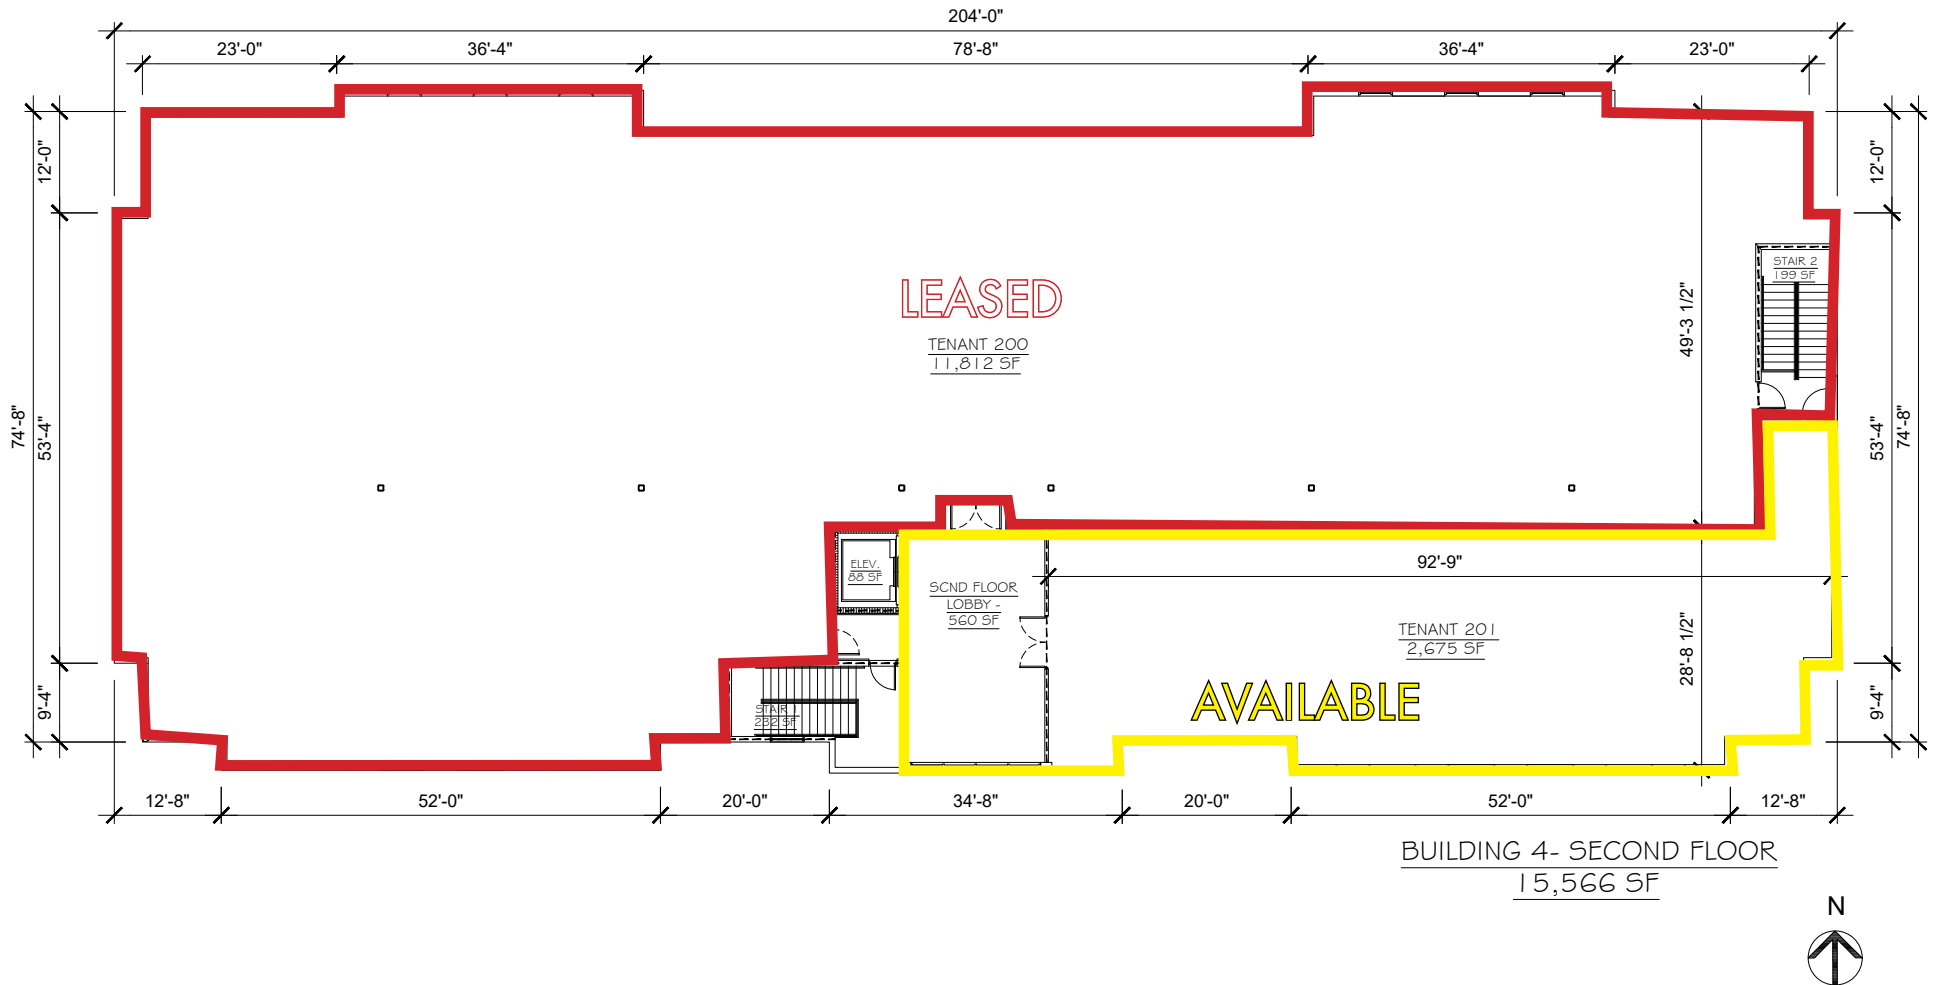 204'-0"
23'-0"
36'-4"
78'-8"
36'-4"
23'-0"
12'-0"
12'-0"
74'-8"
53'-4"
9'-4"
LEASED
TENANT 200
11,812 SF
STAIR 2
199 SF
49'-3 1/2"
53'-4"
74'-8"
9'-4"
ELEV.
88 SF
SCND FLOOR
LOBBY -
560 SF
92'-9"
TENANT 201
2,675 SF
28'-8 1/2"
AVAILABLE
STAIR 1
232 SF
12'-8"
52'-0"
20'-0"
34'-8"
20'-0"
52'-0"
12'-8"
BUILDING 4- SECOND FLOOR
15,566 SF
N